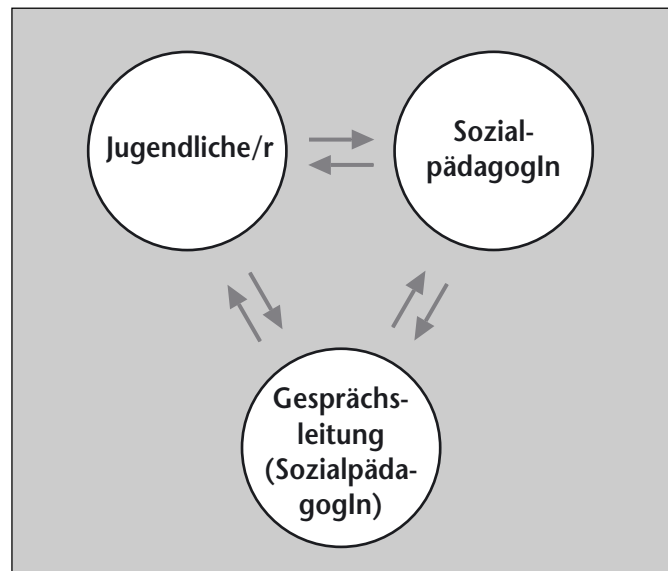 Jugendliche/r
Sozial-
pädagogIn
Gesprächs-
leitung
(Sozialpäda-
gogIn)